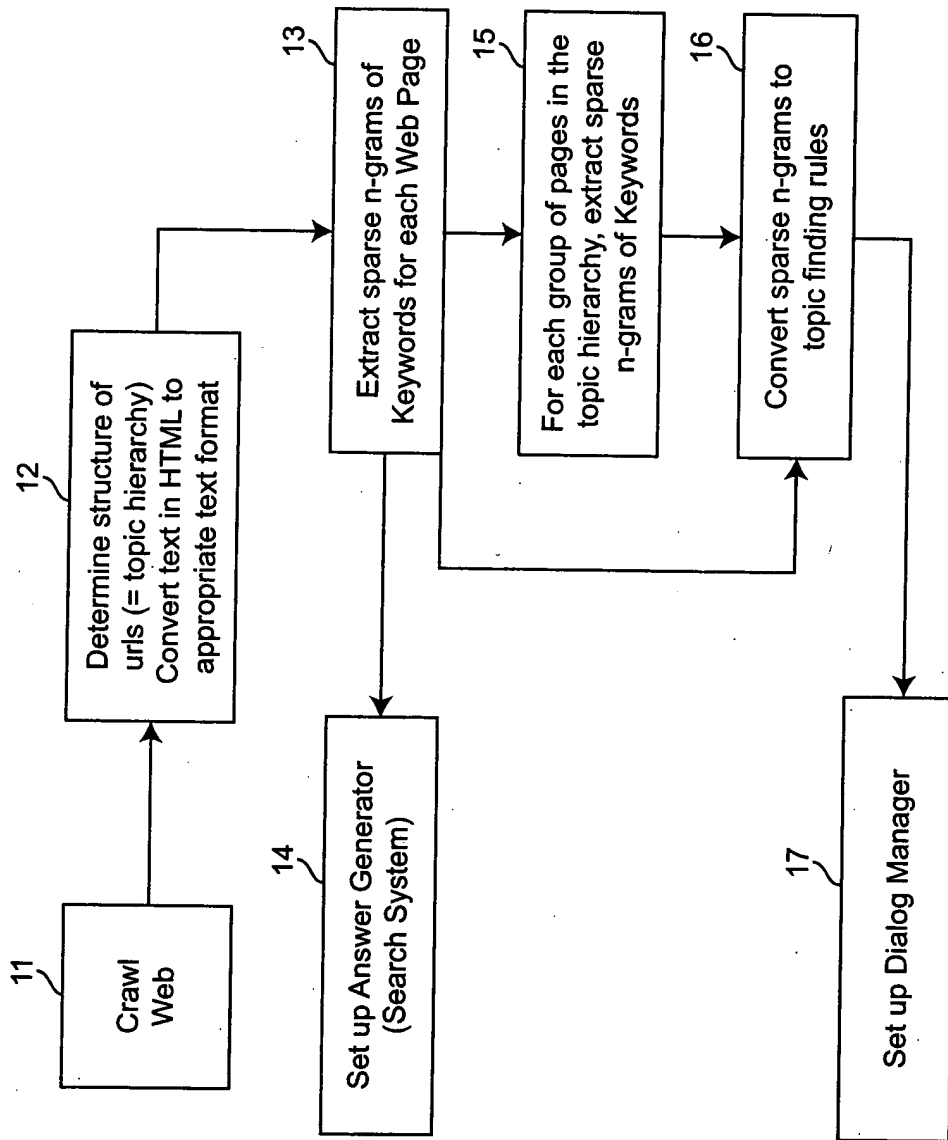 11
Crawl
Web
12
Determine structure of
urls (= topic hierarchy)
Convert text in HTML to
appropriate text format
13
Extract sparse n-grams of
Keywords for each Web Page
14
Set up Answer Generator
(Search System)
15
For each group of pages in the
topic hierarchy, extract sparse
n-grams of Keywords
16
Convert sparse n-grams to
topic finding rules
17
Set up Dialog Manager